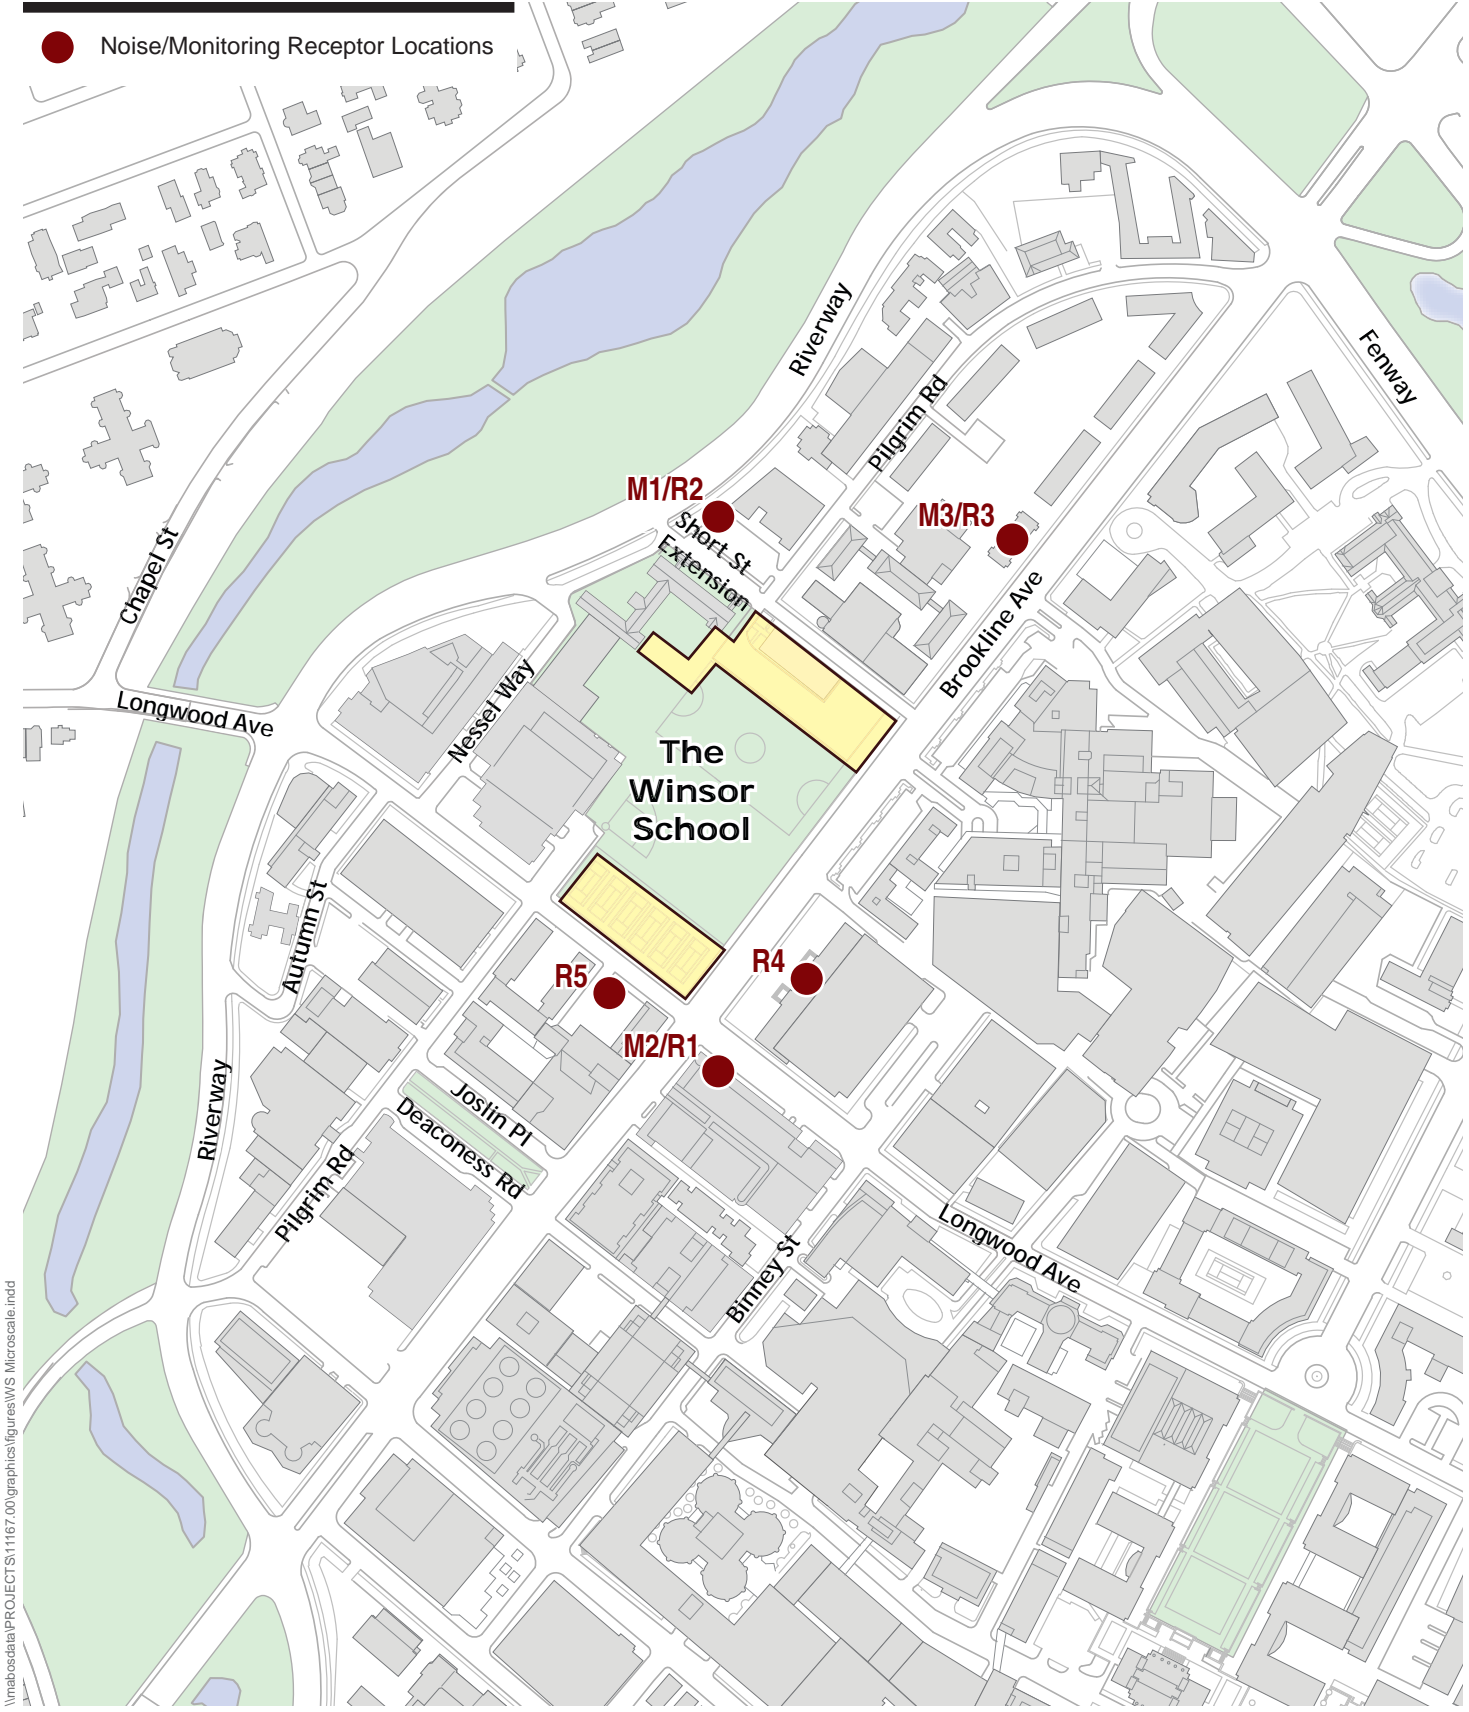 Noise/Monitoring Receptor Locations
Riverway
Fenway
Pilgrim Rd
M1/R2
M3/R3
Short St
Extension
Chapel St
Brookline Ave
Nessel Way
Longwood Ave
The
Winsor
School
Autumn St
R4
R5
M2/R1
Riverway
Joslin Pl
Deaconess Rd
Pilgrim Rd
Longwood Ave
Binney St
\\mabosdata\PROJECTS\11167.00\graphics\figures\WS Microscale.indd